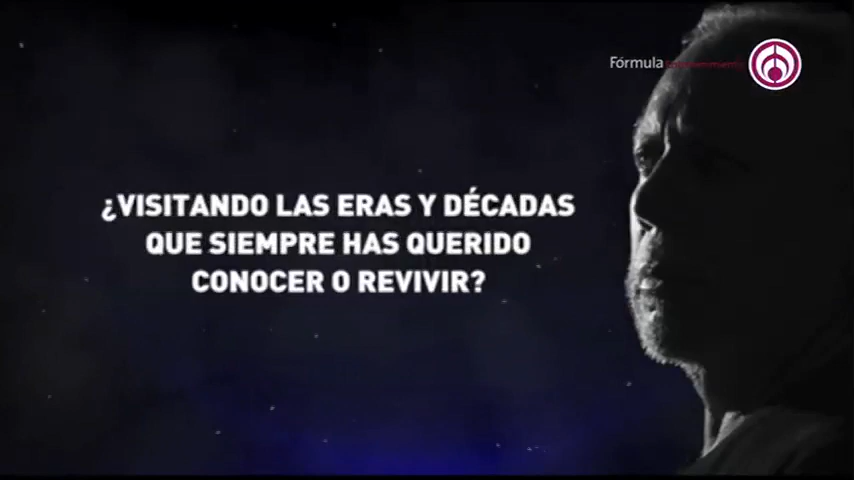 Fórmula
¿VISITANDO LAS ERAS Y DÉCADAS
QUE SIEMPRE HAS QUERIDO
CONOCER O REVIVIR?